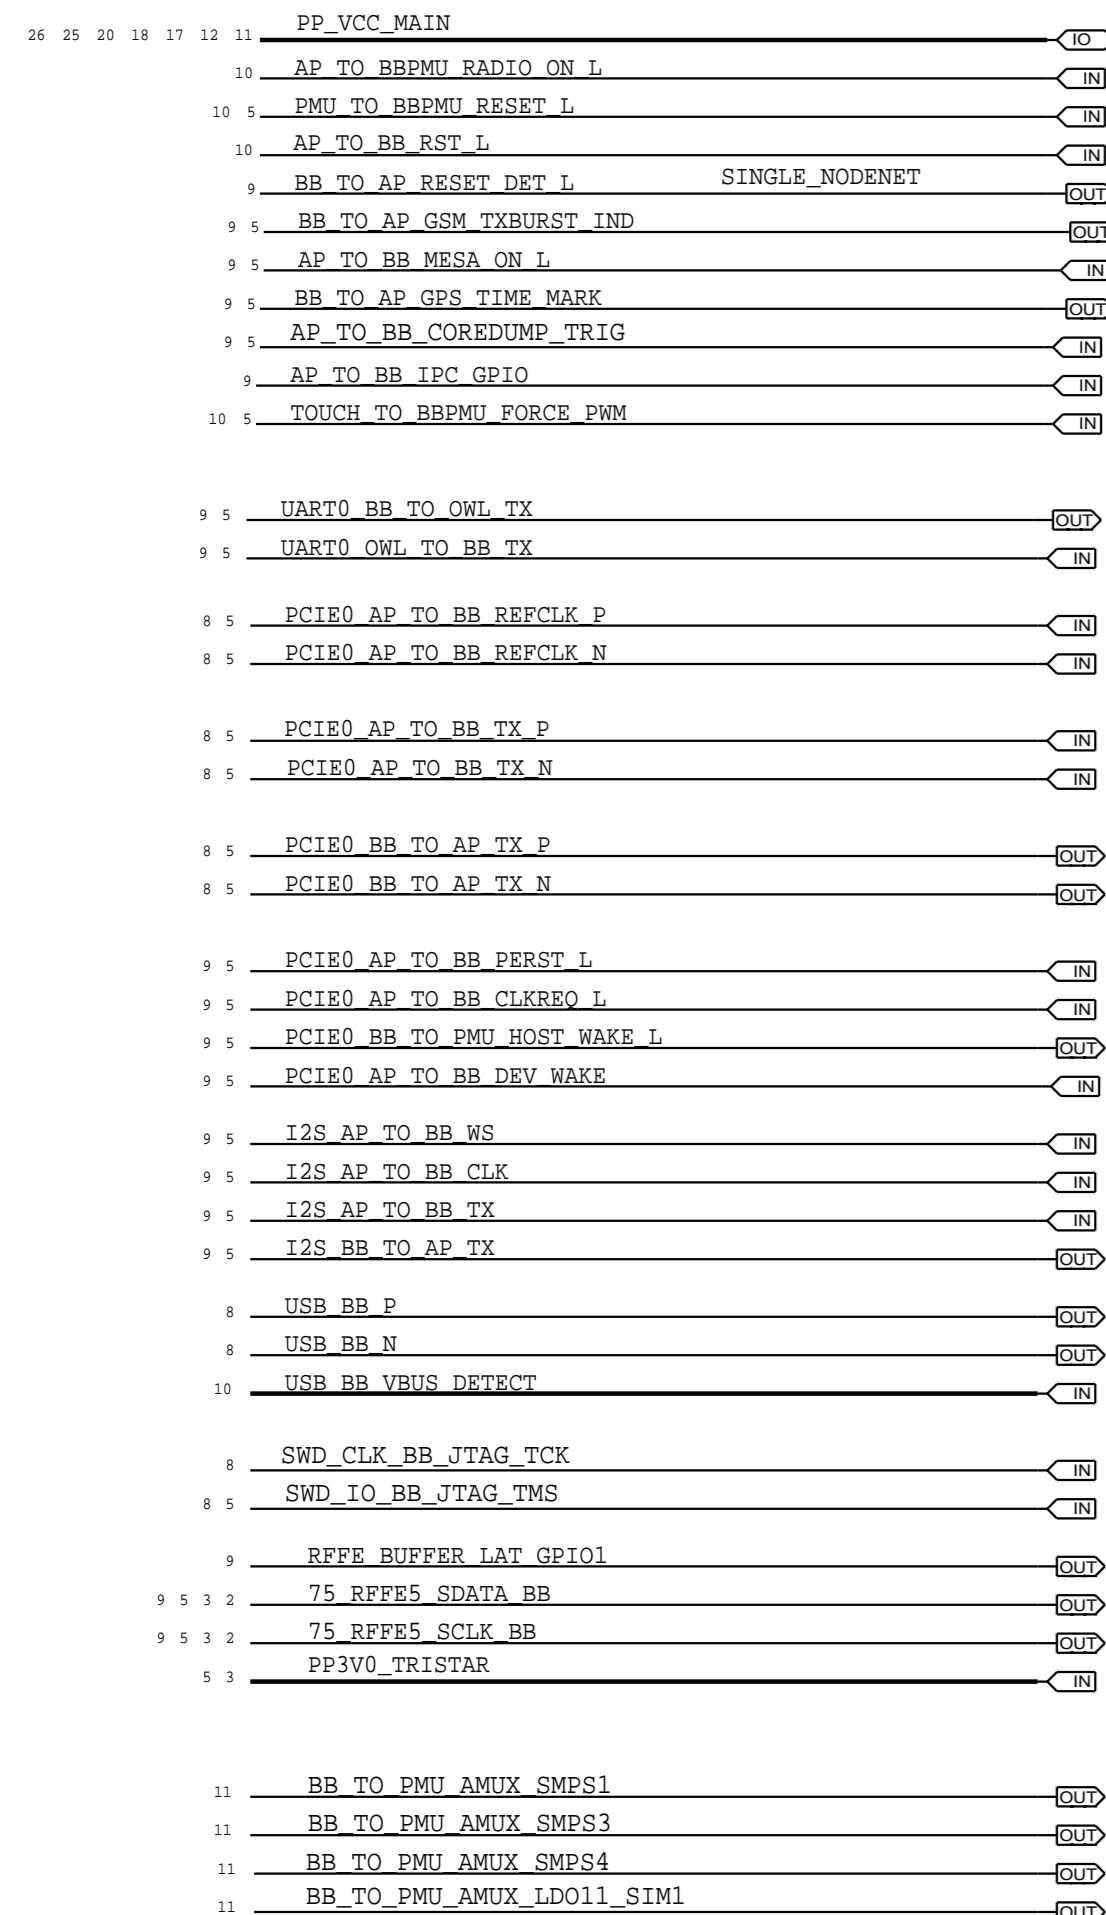 26 25 20 18 17 12 11 PP_VCC_MAIN IO
10 AP_TO_BBPMU_RADIO_ON_L IN
10 5 PMU_TO_BBPMU_RESET_L IN
10 AP_TO_BB_RST_L IN
9 BB_TO_AP_RESET_DET_L SINGLE_NODENET OUT
9 5 BB_TO_AP_GSM_TXBURST_IND OUT
9 5 AP_TO_BB_MESA_ON_L IN
9 5 BB_TO_AP_GPS_TIME_MARK OUT
9 5 AP_TO_BB_COREDUMP_TRIG IN
9 AP_TO_BB_IPC_GPIO IN
10 5 TOUCH_TO_BBPMU_FORCE_PWM IN
9 5 UART0_BB_TO_OWL_TX OUT
9 5 UART0_OWL_TO_BB_TX IN
8 5 PCIE0_AP_TO_BB_REFCLK_P IN
8 5 PCIE0_AP_TO_BB_REFCLK_N IN
8 5 PCIE0_AP_TO_BB_TX_P IN
8 5 PCIE0_AP_TO_BB_TX_N IN
8 5 PCIE0_BB_TO_AP_TX_P OUT
8 5 PCIE0_BB_TO_AP_TX_N OUT
9 5 PCIE0_AP_TO_BB_PERST_L IN
9 5 PCIE0_AP_TO_BB_CLKREQ_L IN
9 5 PCIE0_BB_TO_PMU_HOST_WAKE_L OUT
9 5 PCIE0_AP_TO_BB_DEV_WAKE IN
9 5 I2S_AP_TO_BB_WS IN
9 5 I2S_AP_TO_BB_CLK IN
9 5 I2S_AP_TO_BB_TX IN
9 5 I2S_BB_TO_AP_TX OUT
8 USB_BB_P OUT
8 USB_BB_N OUT
10 USB_BB_VBUS_DETECT IN
8 SWD_CLK_BB_JTAG_TCK IN
8 5 SWD_IO_BB_JTAG_TMS IN
9 RFFE_BUFFER_LAT_GPIO1 OUT
9 5 3 2 75_RFFE5_SDATA_BB OUT
9 5 3 2 75_RFFE5_SCLK_BB OUT
5 3 PP3V0_TRISTAR IN
11 BB_TO_PMU_AMUX_SMPS1 OUT
11 BB_TO_PMU_AMUX_SMPS3 OUT
11 BB_TO_PMU_AMUX_SMPS4 OUT
11 BB_TO_PMU_AMUX_LDO11_SIM1 OUT